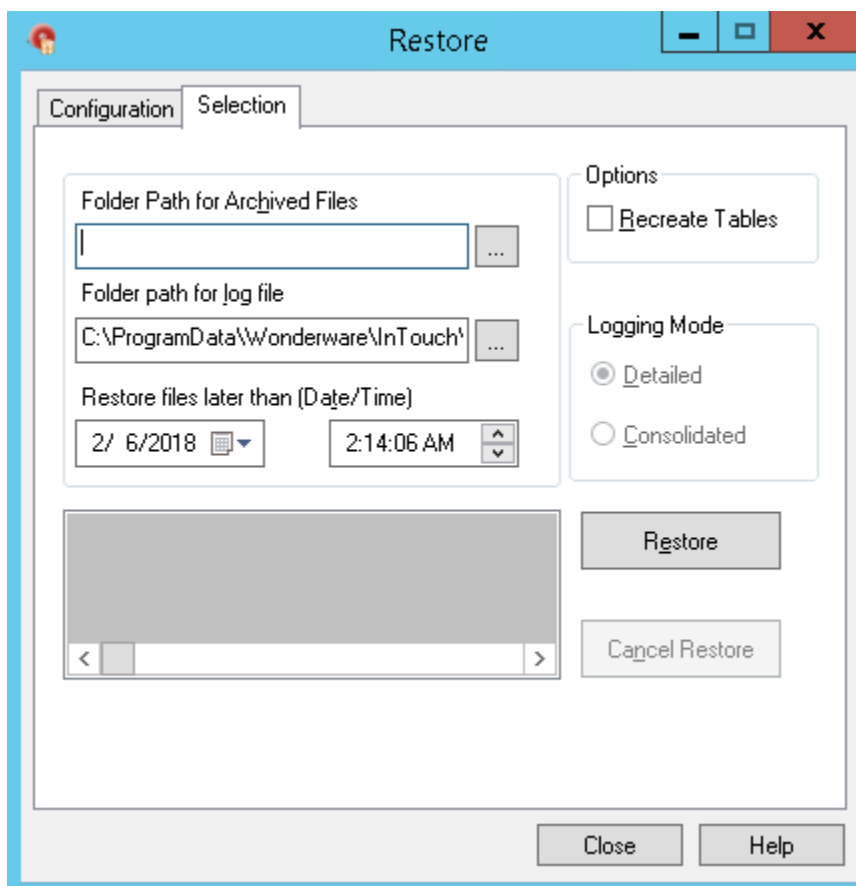 Restore
Configuration
Selection
Folder Path for Archived Files
...
Folder path for log file
C:\ProgramData\Wonderware\InTouch\
...
Restore files later than (Date/Time)
2/ 6/2018
2:14:06 AM
Options
Recreate Tables
Logging Mode
Detailed
Consolidated
Restore
Cancel Restore
Close
Help